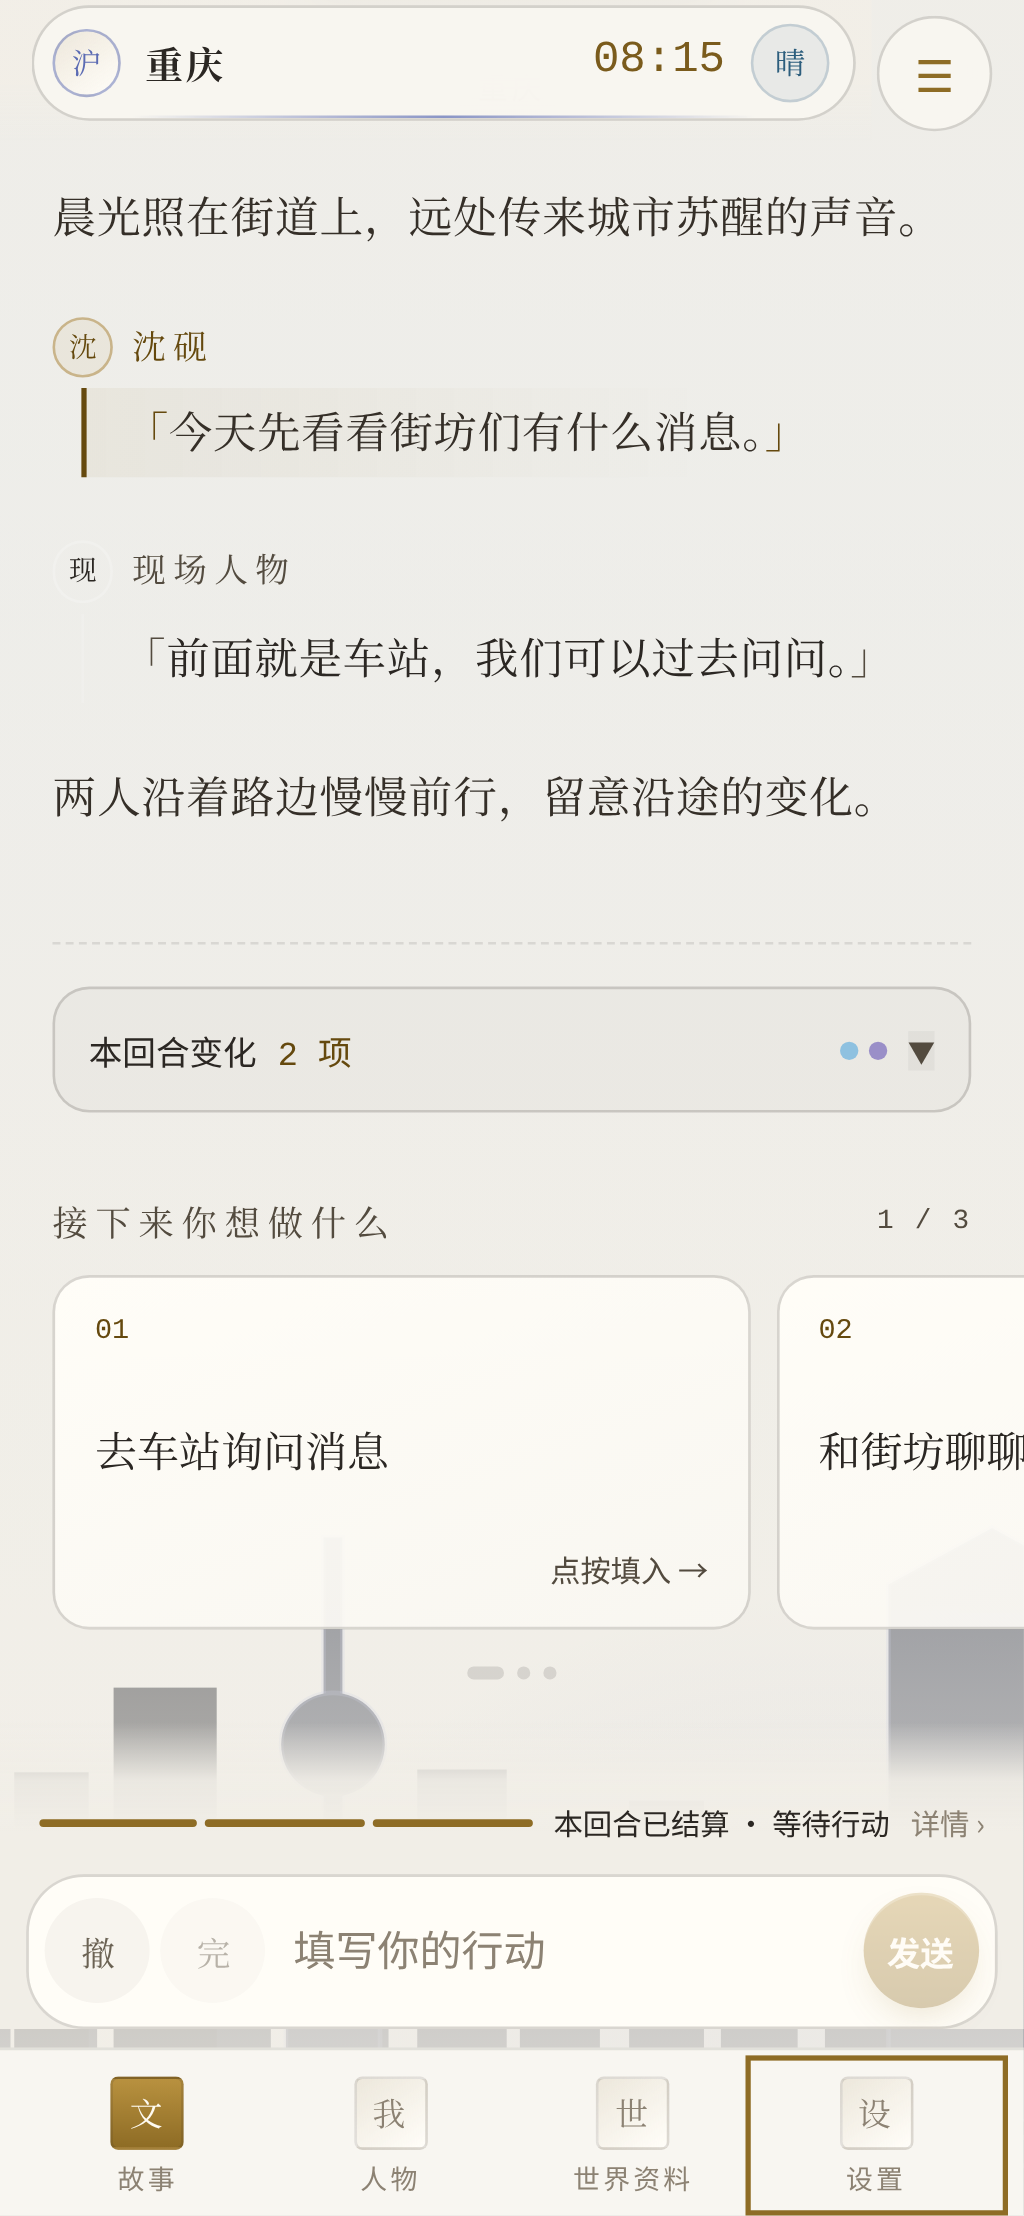 沪 重庆 08:15 晴 ☰
晨光照在街道上，远处传来城市苏醒的声音。
沈 沈砚
「今天先看看街坊们有什么消息。」
现 现场人物
「前面就是车站，我们可以过去问问。」
两人沿着路边慢慢前行，留意沿途的变化。
本回合变化 2 项 ▼
接下来你想做什么 1 / 3
01 02
去车站询问消息 和街坊聊聊
点按填入→
本回合已结算 · 等待行动 详情 ›
撤 完 填写你的行动 发送
文 我 世 设
故事 人物 世界资料 设置